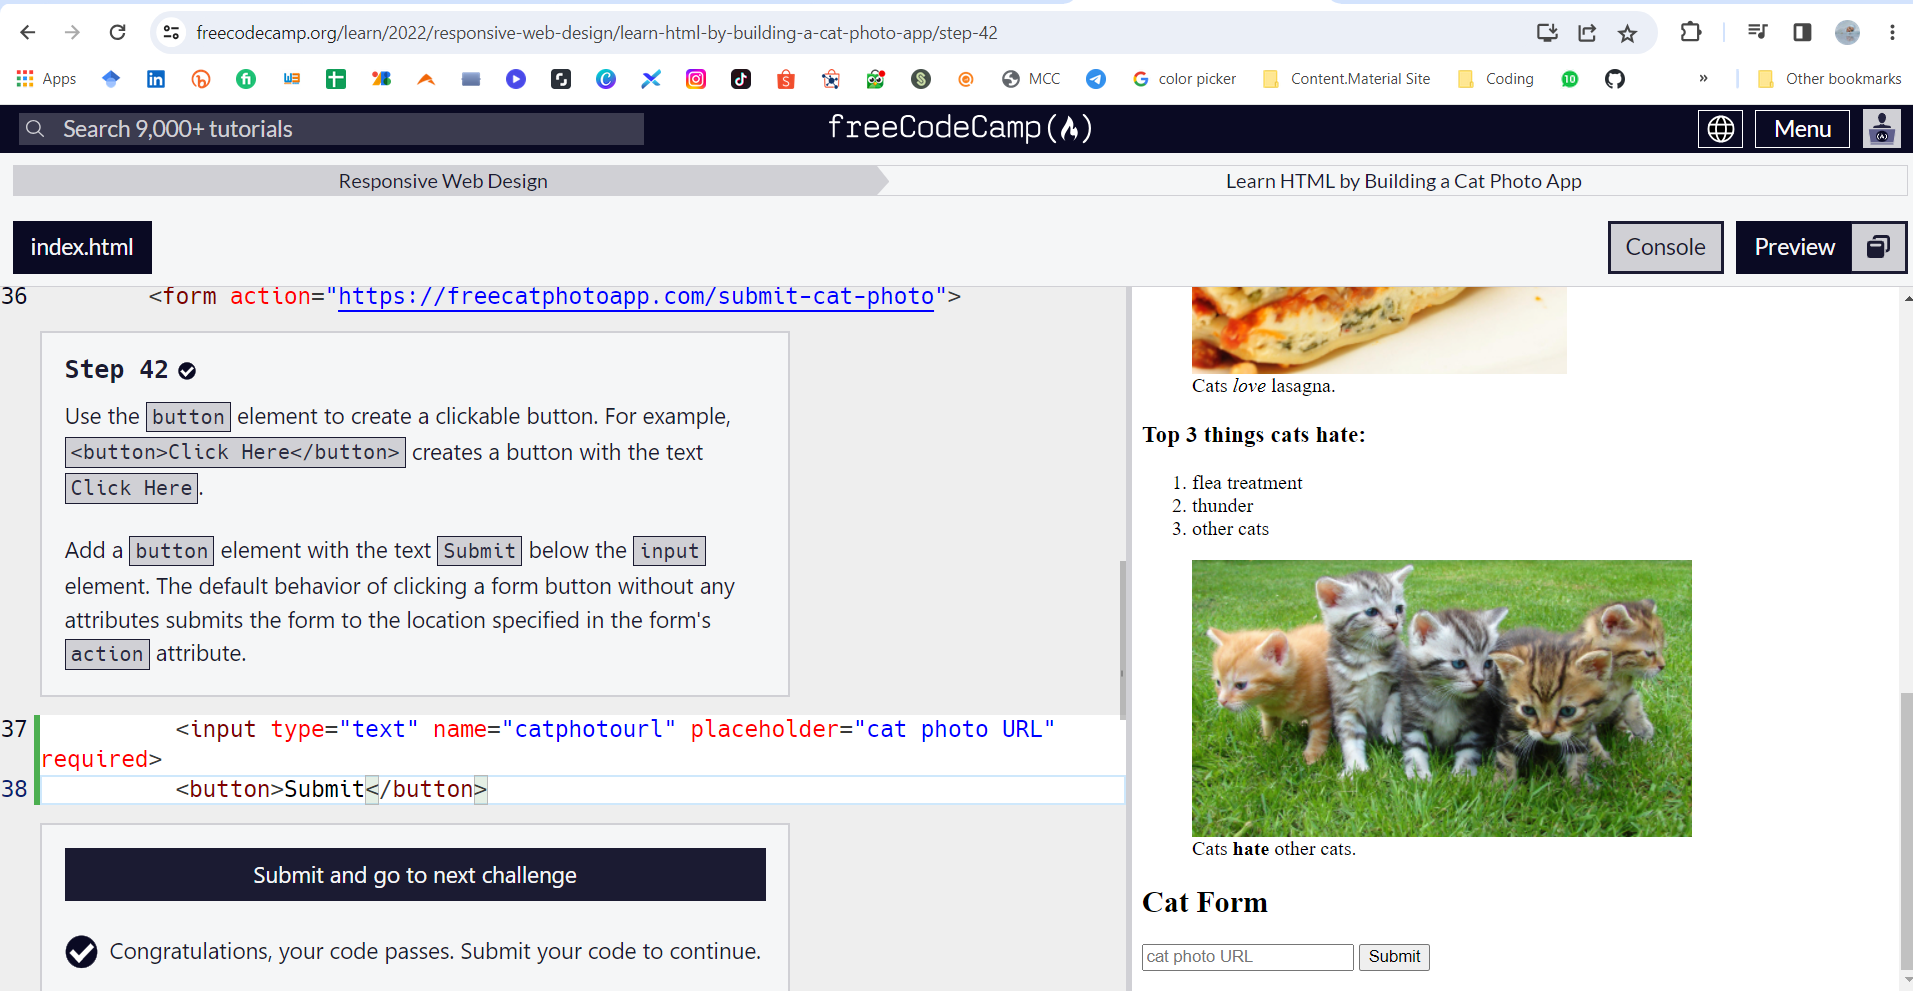 freecodecamp.org/learn/2022/responsive-web-design/learn-html-by-building-a-cat-photo-app/step-42
Apps
MCC
color picker
Content.Material Site
Coding
10
»
Other bookmarks
Search 9,000+ tutorials
freeCodeCamp
Menu
Responsive Web Design
Learn HTML by Building a Cat Photo App
index.html
Console
Preview
36 <form action="https://freecatphotoapp.com/submit-cat-photo">
Step 42
Use the button element to create a clickable button. For example,
<button>Click Here</button> creates a button with the text
Click Here.
Add a button element with the text Submit below the input
element. The default behavior of clicking a form button without any
attributes submits the form to the location specified in the form's
action attribute.
37 <input type="text" name="catphotourl" placeholder="cat photo URL"
required>
38 <button>Submit</button>
Submit and go to next challenge
Congratulations, your code passes. Submit your code to continue.
Cats love lasagna.
Top 3 things cats hate:
1. flea treatment
2. thunder
3. other cats
Cats hate other cats.
Cat Form
cat photo URL
Submit